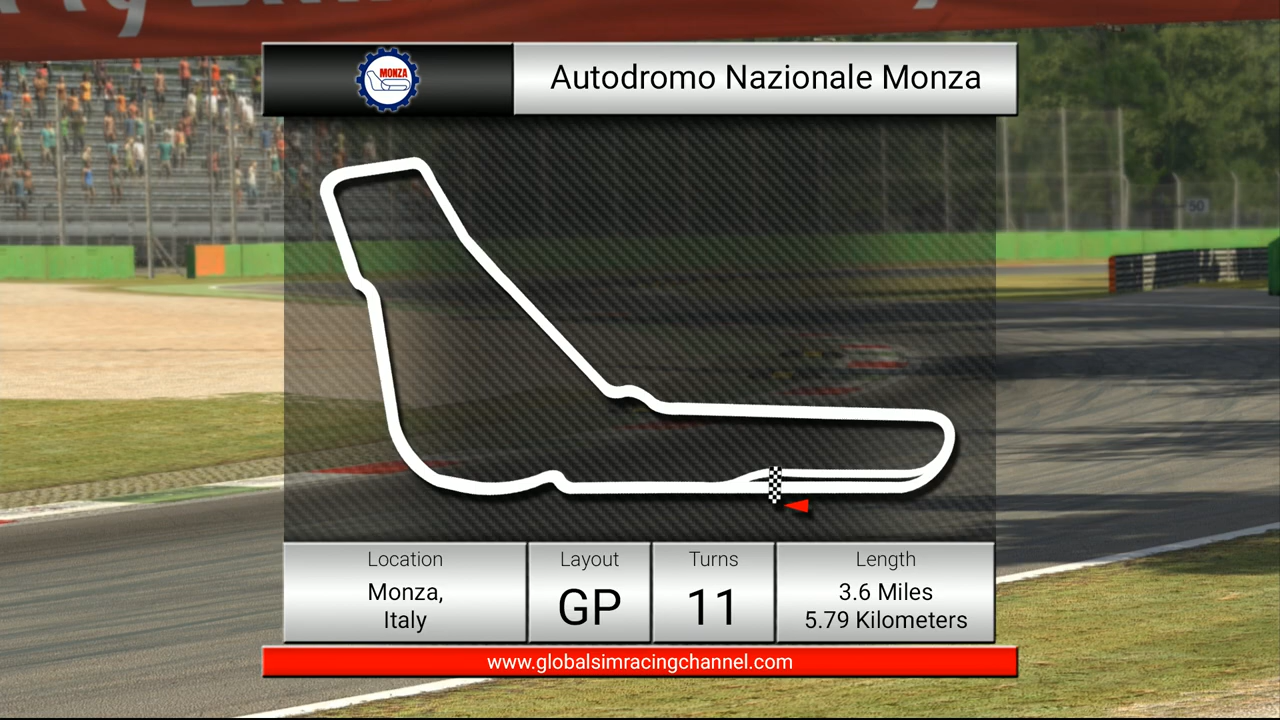 MONZA
Autodromo Nazionale Monza
50
Location
Monza,
Italy
Layout
GP
Turns
11
Length
3.6 Miles
5.79 Kilometers
www.globalsimracingchannel.com